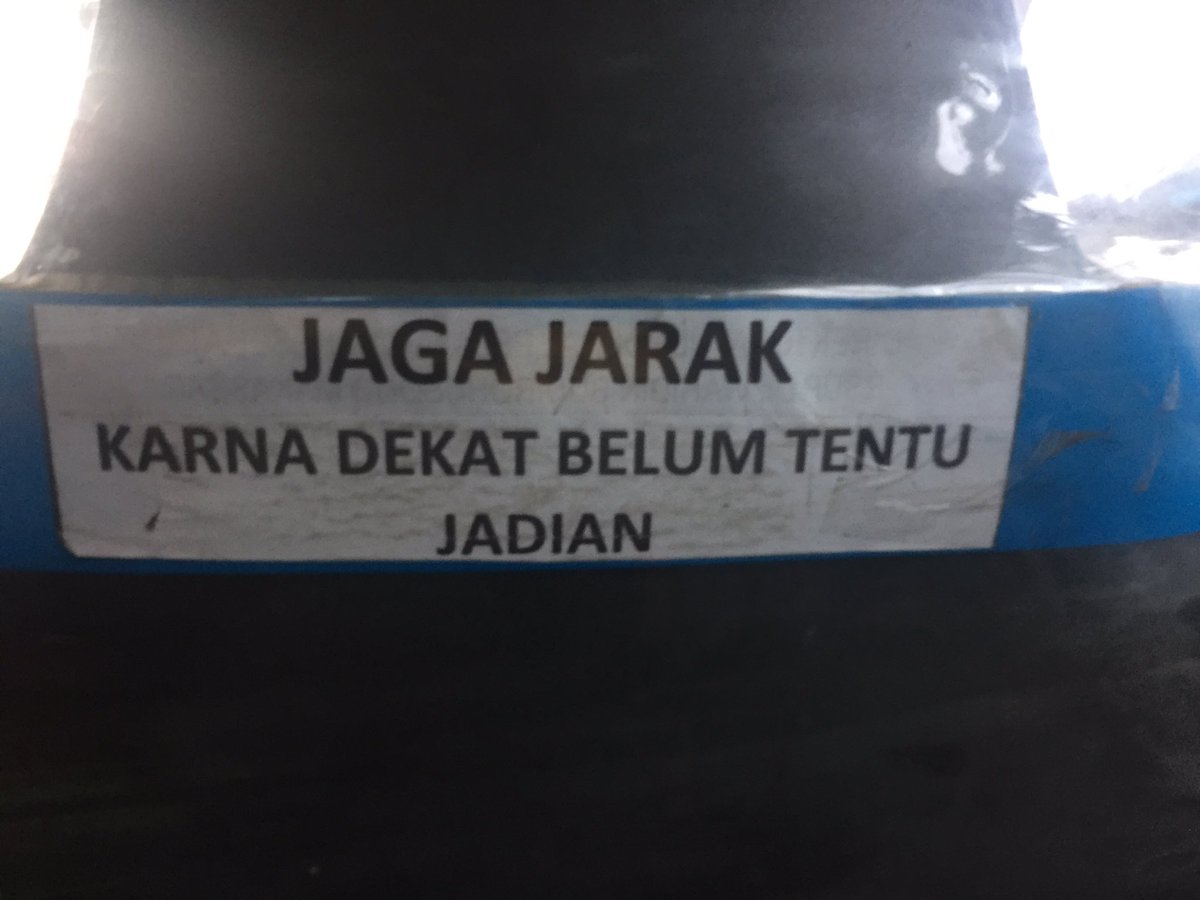 JAGA JARAK
KARNA DEKAT BELUM TENTU
JADIAN